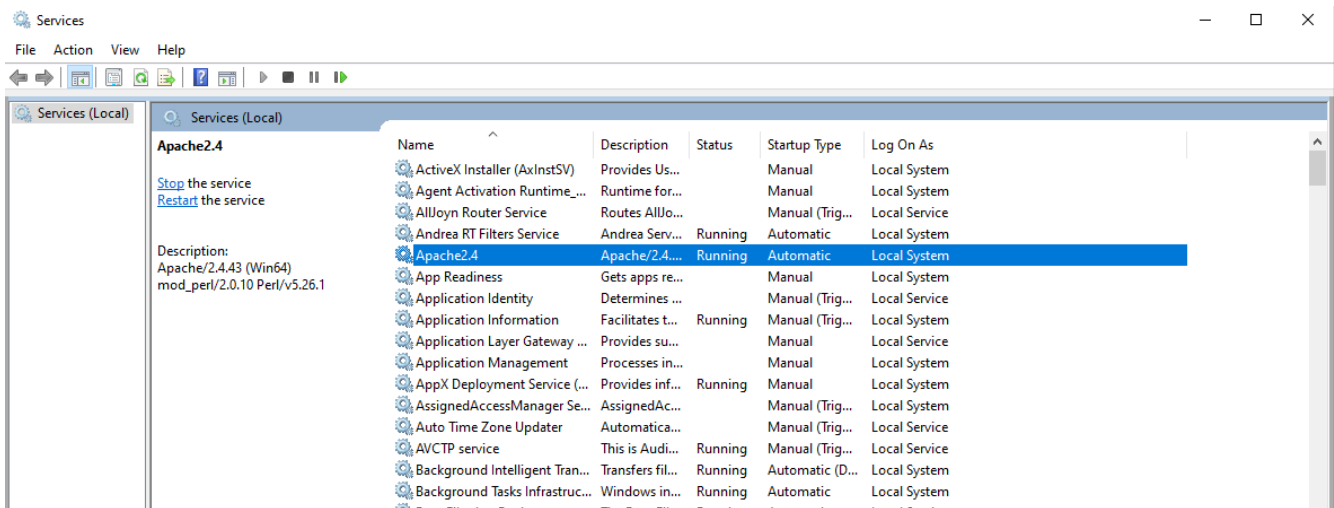 Services
File Action View Help
Services (Local)
Services (Local)
Apache2.4
Stop the service
Restart the service
Description:
Apache/2.4.43 (Win64)
mod_perl/2.0.10 Perl/v5.26.1
Name Description Status Startup Type Log On As
ActiveX Installer (AxInstSV) Provides Us... Manual Local System
Agent Activation Runtime_... Runtime for... Manual Local System
AllJoyn Router Service Routes AllJo... Manual (Trig... Local Service
Andrea RT Filters Service Andrea Serv... Running Automatic Local System
Apache2.4 Apache/2.4.... Running Automatic Local System
App Readiness Gets apps re... Manual Local System
Application Identity Determines ... Manual (Trig... Local Service
Application Information Facilitates t... Running Manual (Trig... Local System
Application Layer Gateway ... Provides su... Manual Local Service
Application Management Processes in... Manual Local System
AppX Deployment Service (... Provides inf... Running Manual Local System
AssignedAccessManager Se... AssignedAc... Manual (Trig... Local System
Auto Time Zone Updater Automatica... Manual (Trig... Local Service
AVCTP service This is Audi... Running Manual (Trig... Local Service
Background Intelligent Tran... Transfers fil... Running Automatic (D... Local System
Background Tasks Infrastruc... Windows in... Running Automatic Local System